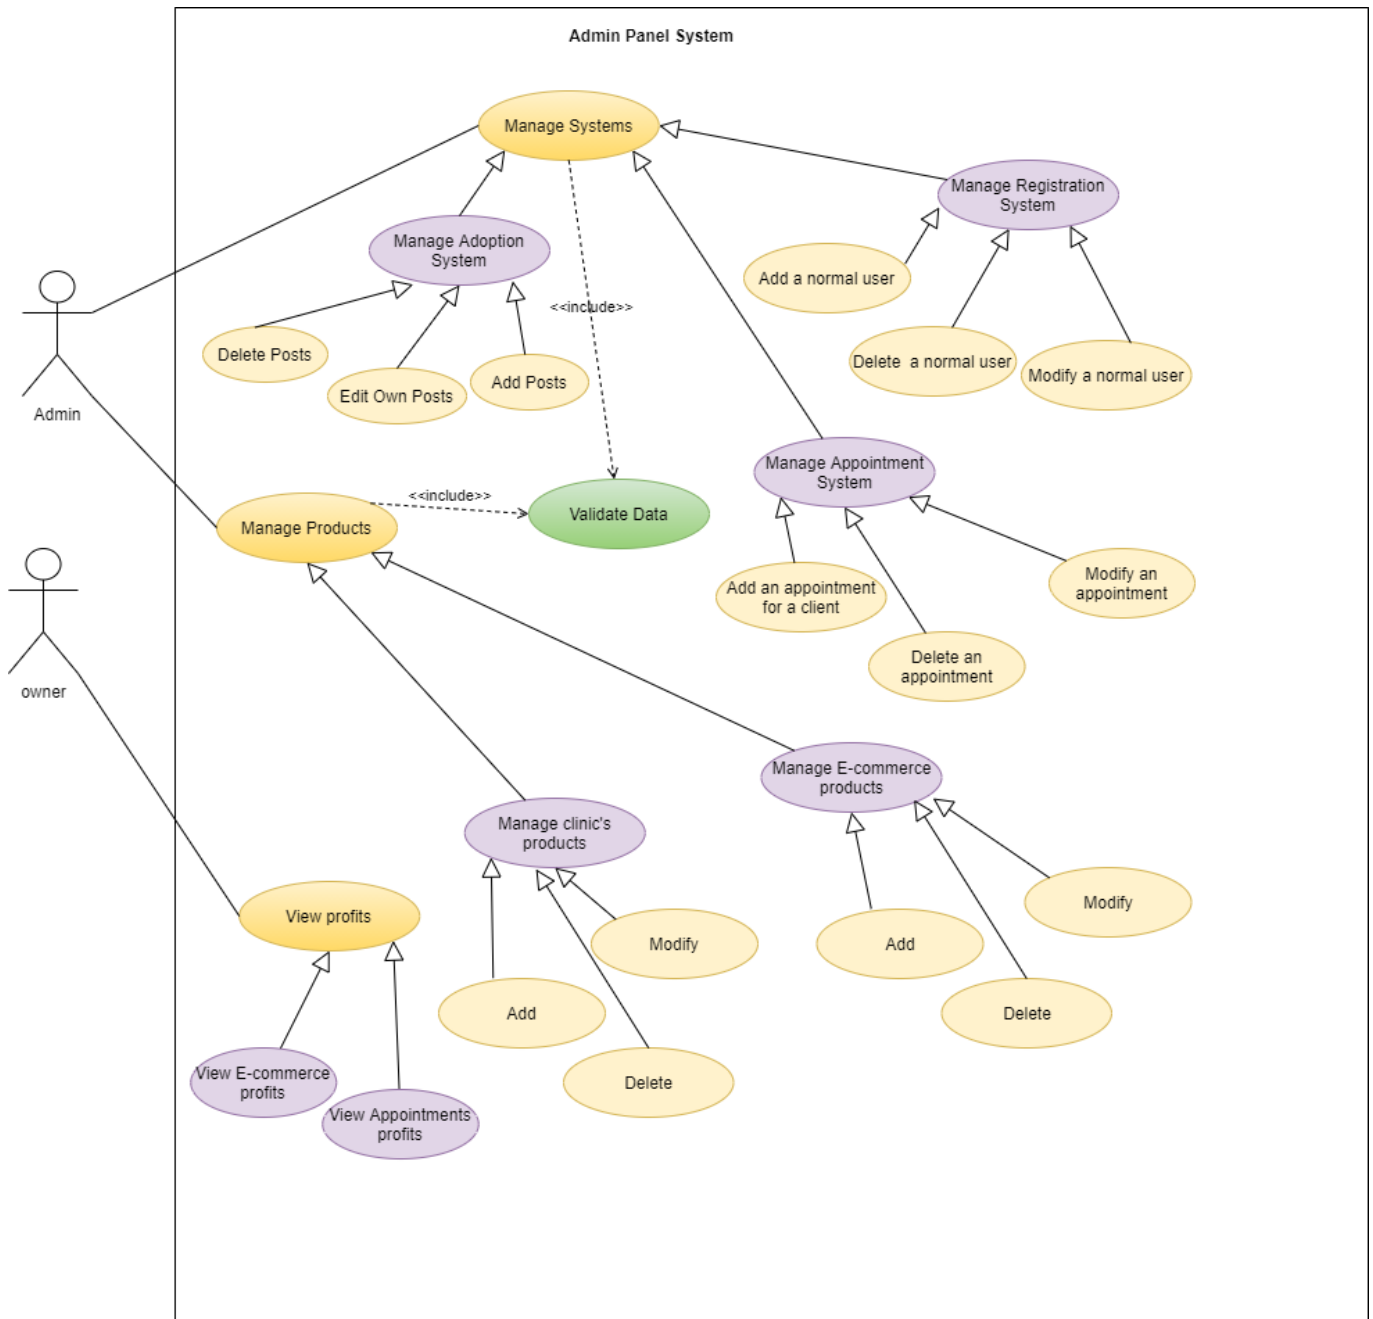 Admin Panel System
Manage Systems
Manage Registration
System
Manage Adoption
System
Add a normal user
<<include>>
Delete Posts
Edit Own Posts
Add Posts
Delete  a normal user
Modify a normal user
Admin
Manage Appointment
System
<<include>>
Manage Products
Validate Data
Add an appointment
for a client
Modify an
appointment
Delete an
appointment
owner
Manage E-commerce
products
Manage clinic's
products
View profits
Modify
Add
Delete
Modify
Add
Delete
View E-commerce
profits
View Appointments
profits